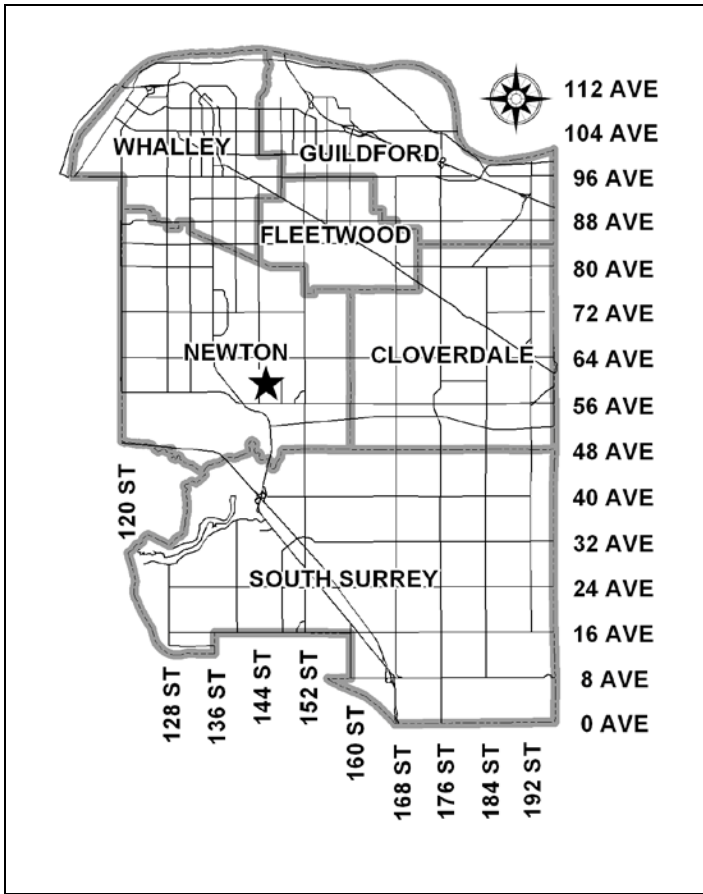 112 AVE
104 AVE
WHALLEY
GUILDFORD
96 AVE
88 AVE
FLEETWOOD
80 AVE
72 AVE
NEWTON
CLOVERDALE
64 AVE
56 AVE
48 AVE
120 ST
40 AVE
32 AVE
SOUTH SURREY
24 AVE
16 AVE
8 AVE
0 AVE
128 ST
136 ST
144 ST
152 ST
160 ST
168 ST
176 ST
184 ST
192 ST